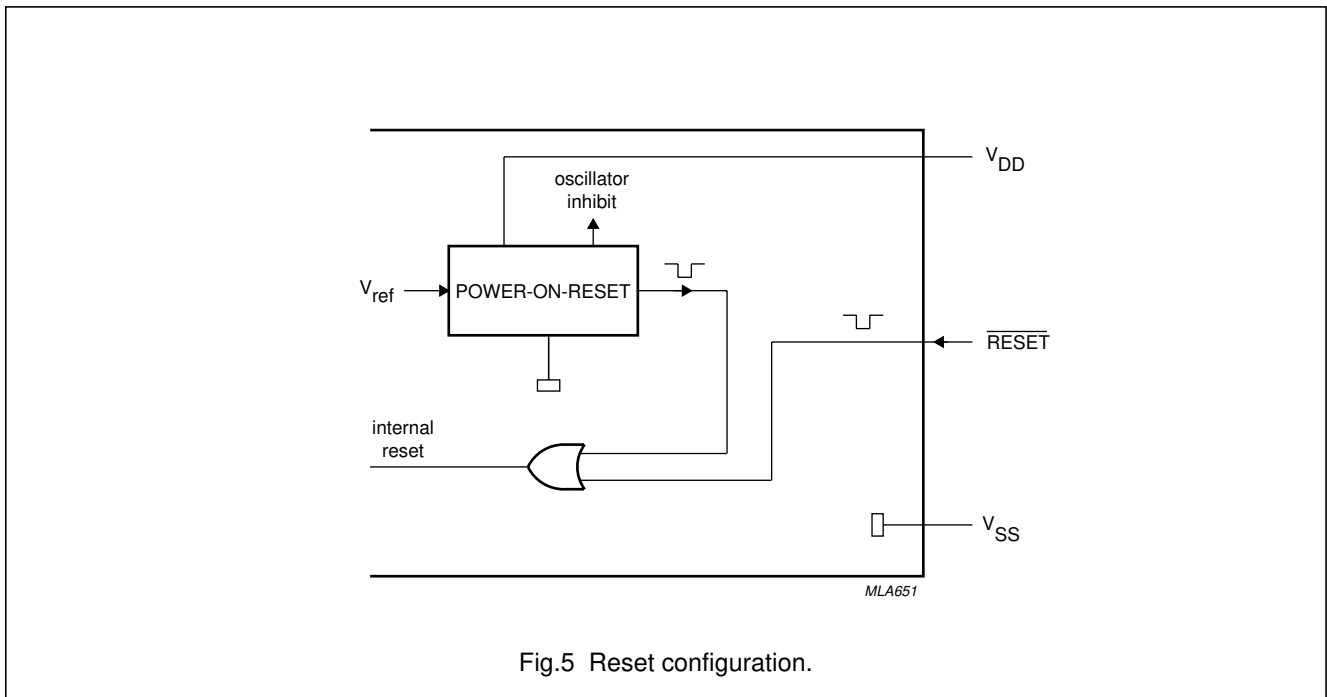 V_DD
oscillator
inhibit
V_ref
POWER-ON-RESET
RESET
internal
reset
V_SS
MLA651
Fig.5 Reset configuration.